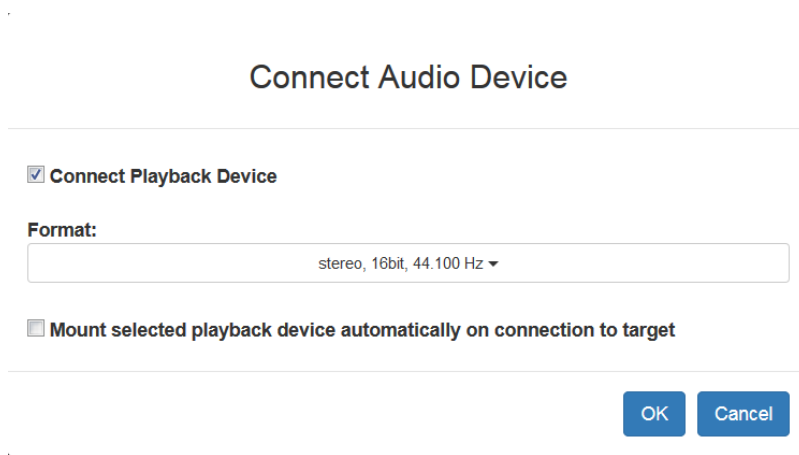 Connect Audio Device
Connect Playback Device
Format:
stereo, 16bit, 44.100 Hz
Mount selected playback device automatically on connection to target
OK Cancel